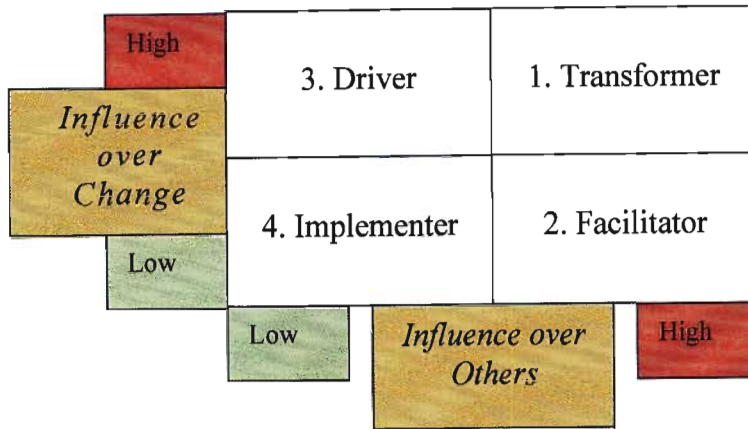 High
3. Driver
1. Transformer
Influence
over
Change
4. Implementer
2. Facilitator
Low
Low
Influence over
Others
High